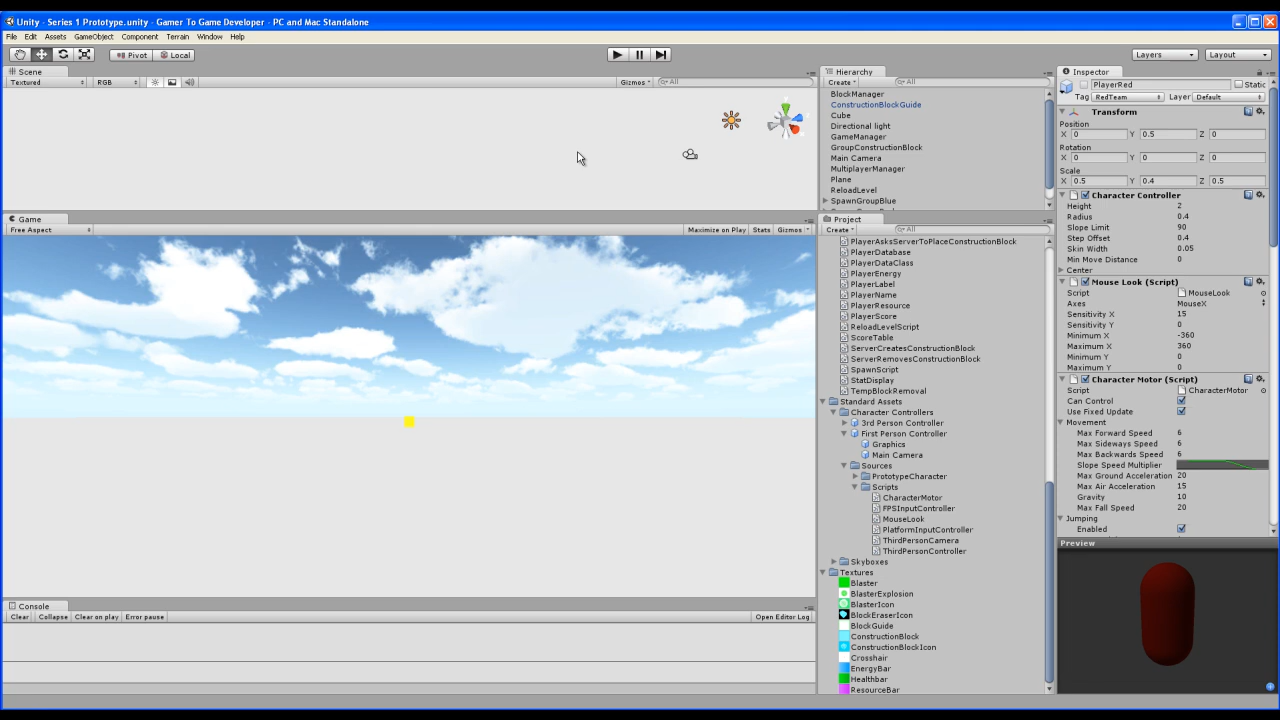 Unity - Series 1 Prototype.unity - Gamer To Game Developer - PC and Mac Standalone
File Edit Assets GameObject Component Terrain Window Help
Pivot Local Layers Layout
Scene
Textured RGB Gizmos All
Game
Free Aspect Maximize on Play Stats Gizmos
Console
Clear Collapse Clear on play Error pause Open Editor Log
Hierarchy
Create All
BlockManager
ConstructionBlockGuide
Cube
Directional light
GameManager
GroupConstructionBlock
Main Camera
MultiplayerManager
Plane
ReloadLevel
SpawnGroupBlue
Project
Create All
PlayerAsksServerToPlaceConstructionBlock
PlayerDatabase
PlayerDataClass
PlayerEnergy
PlayerLabel
PlayerName
PlayerResource
PlayerScore
ReloadLevelScript
ScoreTable
ServerCreatesConstructionBlock
ServerRemovesConstructionBlock
SpawnScript
StatDisplay
TempBlockRemoval
Standard Assets
Character Controllers
3rd Person Controller
First Person Controller
Graphics
Main Camera
Sources
PrototypeCharacter
Scripts
CharacterMotor
FPSInputController
MouseLook
PlatformInputController
ThirdPersonCamera
ThirdPersonController
Skyboxes
Textures
Blaster
BlasterExplosion
BlasterIcon
BlockEraserIcon
BlockGuide
ConstructionBlock
ConstructionBlockIcon
Crosshair
EnergyBar
Healthbar
ResourceBar
Inspector
PlayerRed Static
Tag RedTeam Layer Default
Transform
Position
X 0 Y 0.5 Z 0
Rotation
X 0 Y 0 Z 0
Scale
X 0.5 Y 0.4 Z 0.5
Character Controller
Height 2
Radius 0.4
Slope Limit 90
Step Offset 0.4
Skin Width 0.05
Min Move Distance 0
Center
Mouse Look (Script)
Script MouseLook
Axes MouseX
Sensitivity X 15
Sensitivity Y 0
Minimum X -360
Maximum X 360
Minimum Y 0
Maximum Y 0
Character Motor (Script)
Script CharacterMotor
Can Control
Use Fixed Update
Movement
Max Forward Speed 6
Max Sideways Speed 6
Max Backwards Speed 6
Slope Speed Multiplier
Max Ground Acceleration 20
Max Air Acceleration 15
Gravity 10
Max Fall Speed 20
Jumping
Enabled
Preview